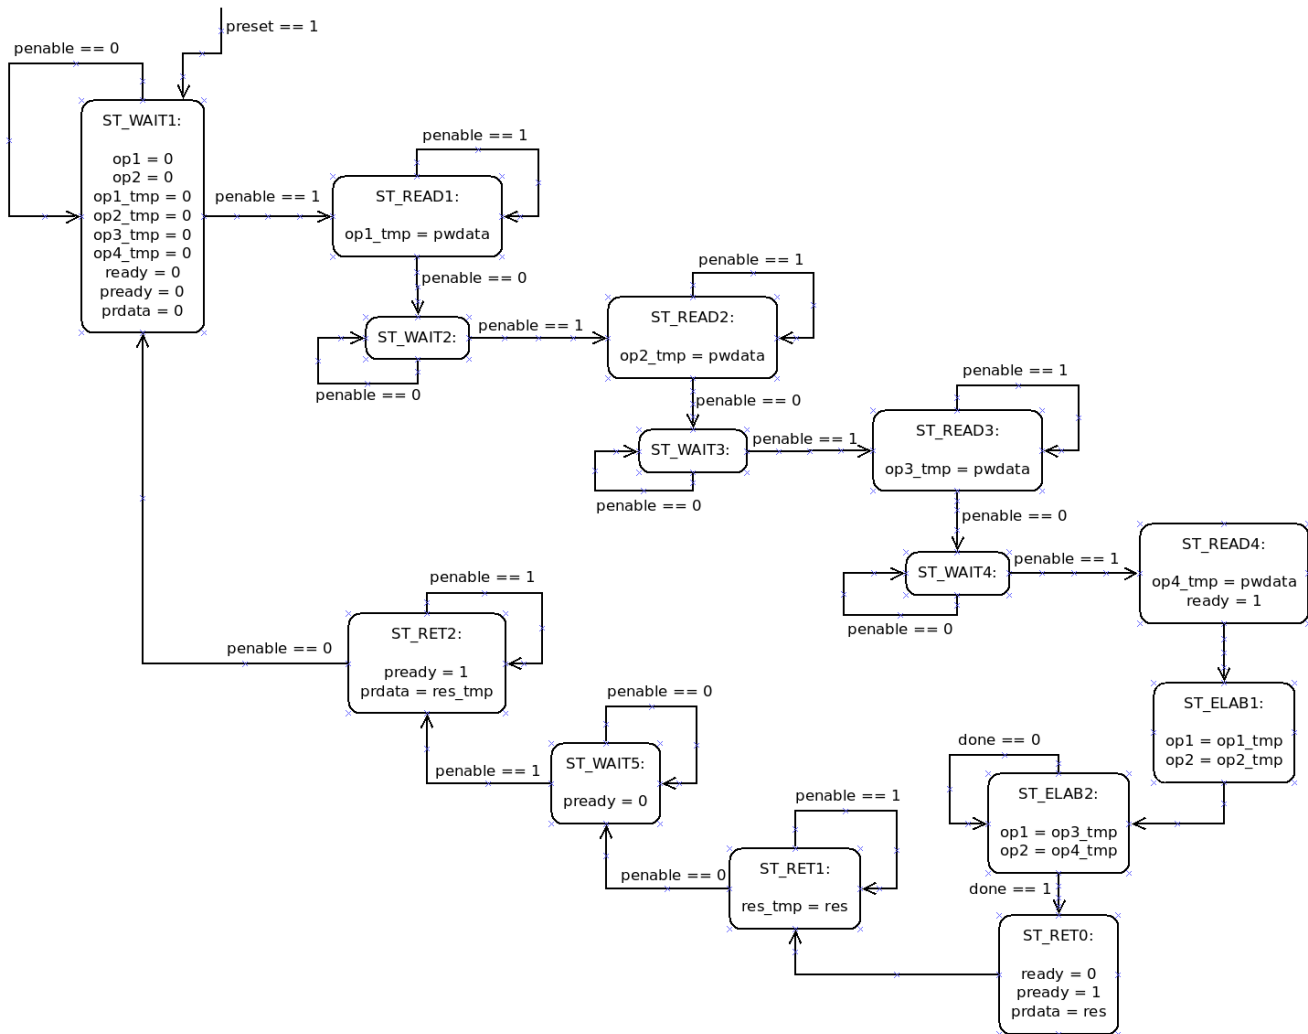 preset == 1
penable == 0
ST_WAIT1:
op1 = 0
op2 = 0
op1_tmp = 0
op2_tmp = 0
op3_tmp = 0
op4_tmp = 0
ready = 0
pready = 0
prdata = 0
penable == 1
penable == 1
ST_READ1:
op1_tmp = pwdata
penable == 0
ST_WAIT2:
penable == 0
penable == 1
penable == 1
ST_READ2:
op2_tmp = pwdata
penable == 0
ST_WAIT3:
penable == 0
penable == 1
penable == 1
ST_READ3:
op3_tmp = pwdata
penable == 0
ST_WAIT4:
penable == 0
penable == 1
ST_READ4:
op4_tmp = pwdata
ready = 1
ST_ELAB1:
op1 = op1_tmp
op2 = op2_tmp
done == 0
ST_ELAB2:
op1 = op3_tmp
op2 = op4_tmp
done == 1
ST_RET0:
ready = 0
pready = 1
prdata = res
penable == 1
ST_RET1:
res_tmp = res
penable == 0
penable == 0
ST_WAIT5:
pready = 0
penable == 1
penable == 1
ST_RET2:
pready = 1
prdata = res_tmp
penable == 0